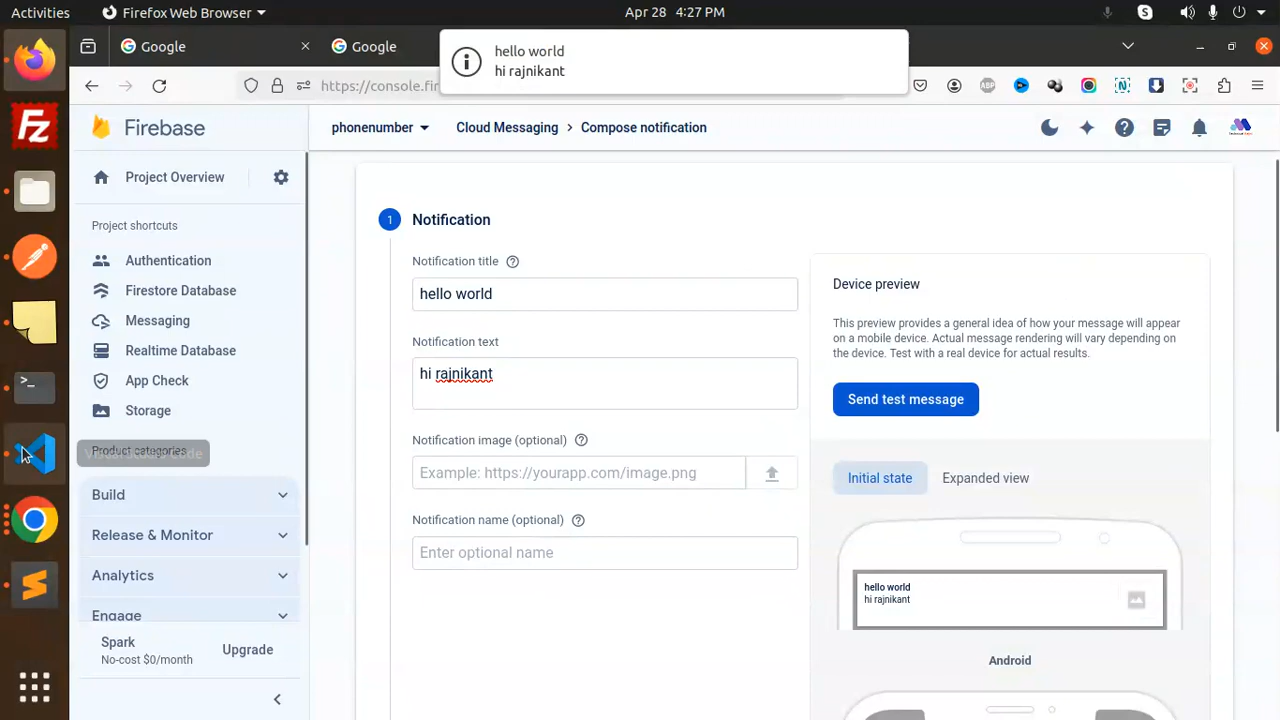 Activities
Firefox Web Browser
Apr 28 4:27 PM
Google
Google
hello world
hi rajnikant
https://console.fir
Firebase
phonenumber
Cloud Messaging
Compose notification
Project Overview
Project shortcuts
Authentication
Firestore Database
Messaging
Realtime Database
App Check
Storage
Product categories
Build
Release & Monitor
Analytics
Engage
Spark
No-cost $0/month
Upgrade
1
Notification
Notification title
hello world
Notification text
hi rajnikant
Notification image (optional)
Example: https://yourapp.com/image.png
Notification name (optional)
Enter optional name
Device preview
This preview provides a general idea of how your message will appear
on a mobile device. Actual message rendering will vary depending on
the device. Test with a real device for actual results.
Send test message
Initial state
Expanded view
hello world
hi rajnikant
Android